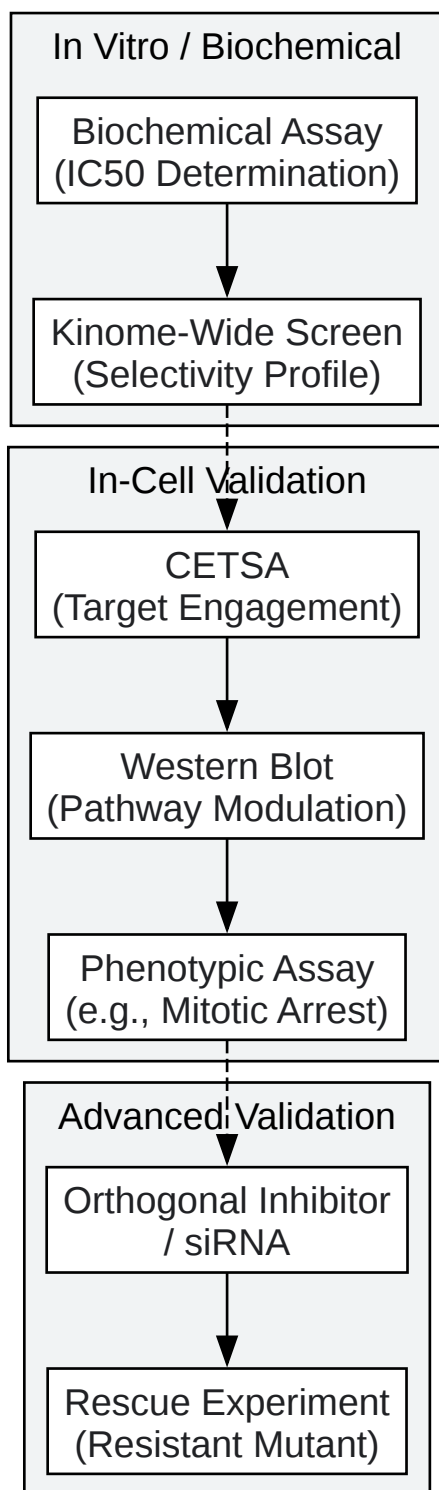 In Vitro / Biochemical
Biochemical Assay
(IC50 Determination)
Kinome-Wide Screen
(Selectivity Profile)
In-Cell Validation
CETSA
(Target Engagement)
Western Blot
(Pathway Modulation)
Phenotypic Assay
(e.g., Mitotic Arrest)
Advanced Validation
Orthogonal Inhibitor
/ siRNA
Rescue Experiment
(Resistant Mutant)